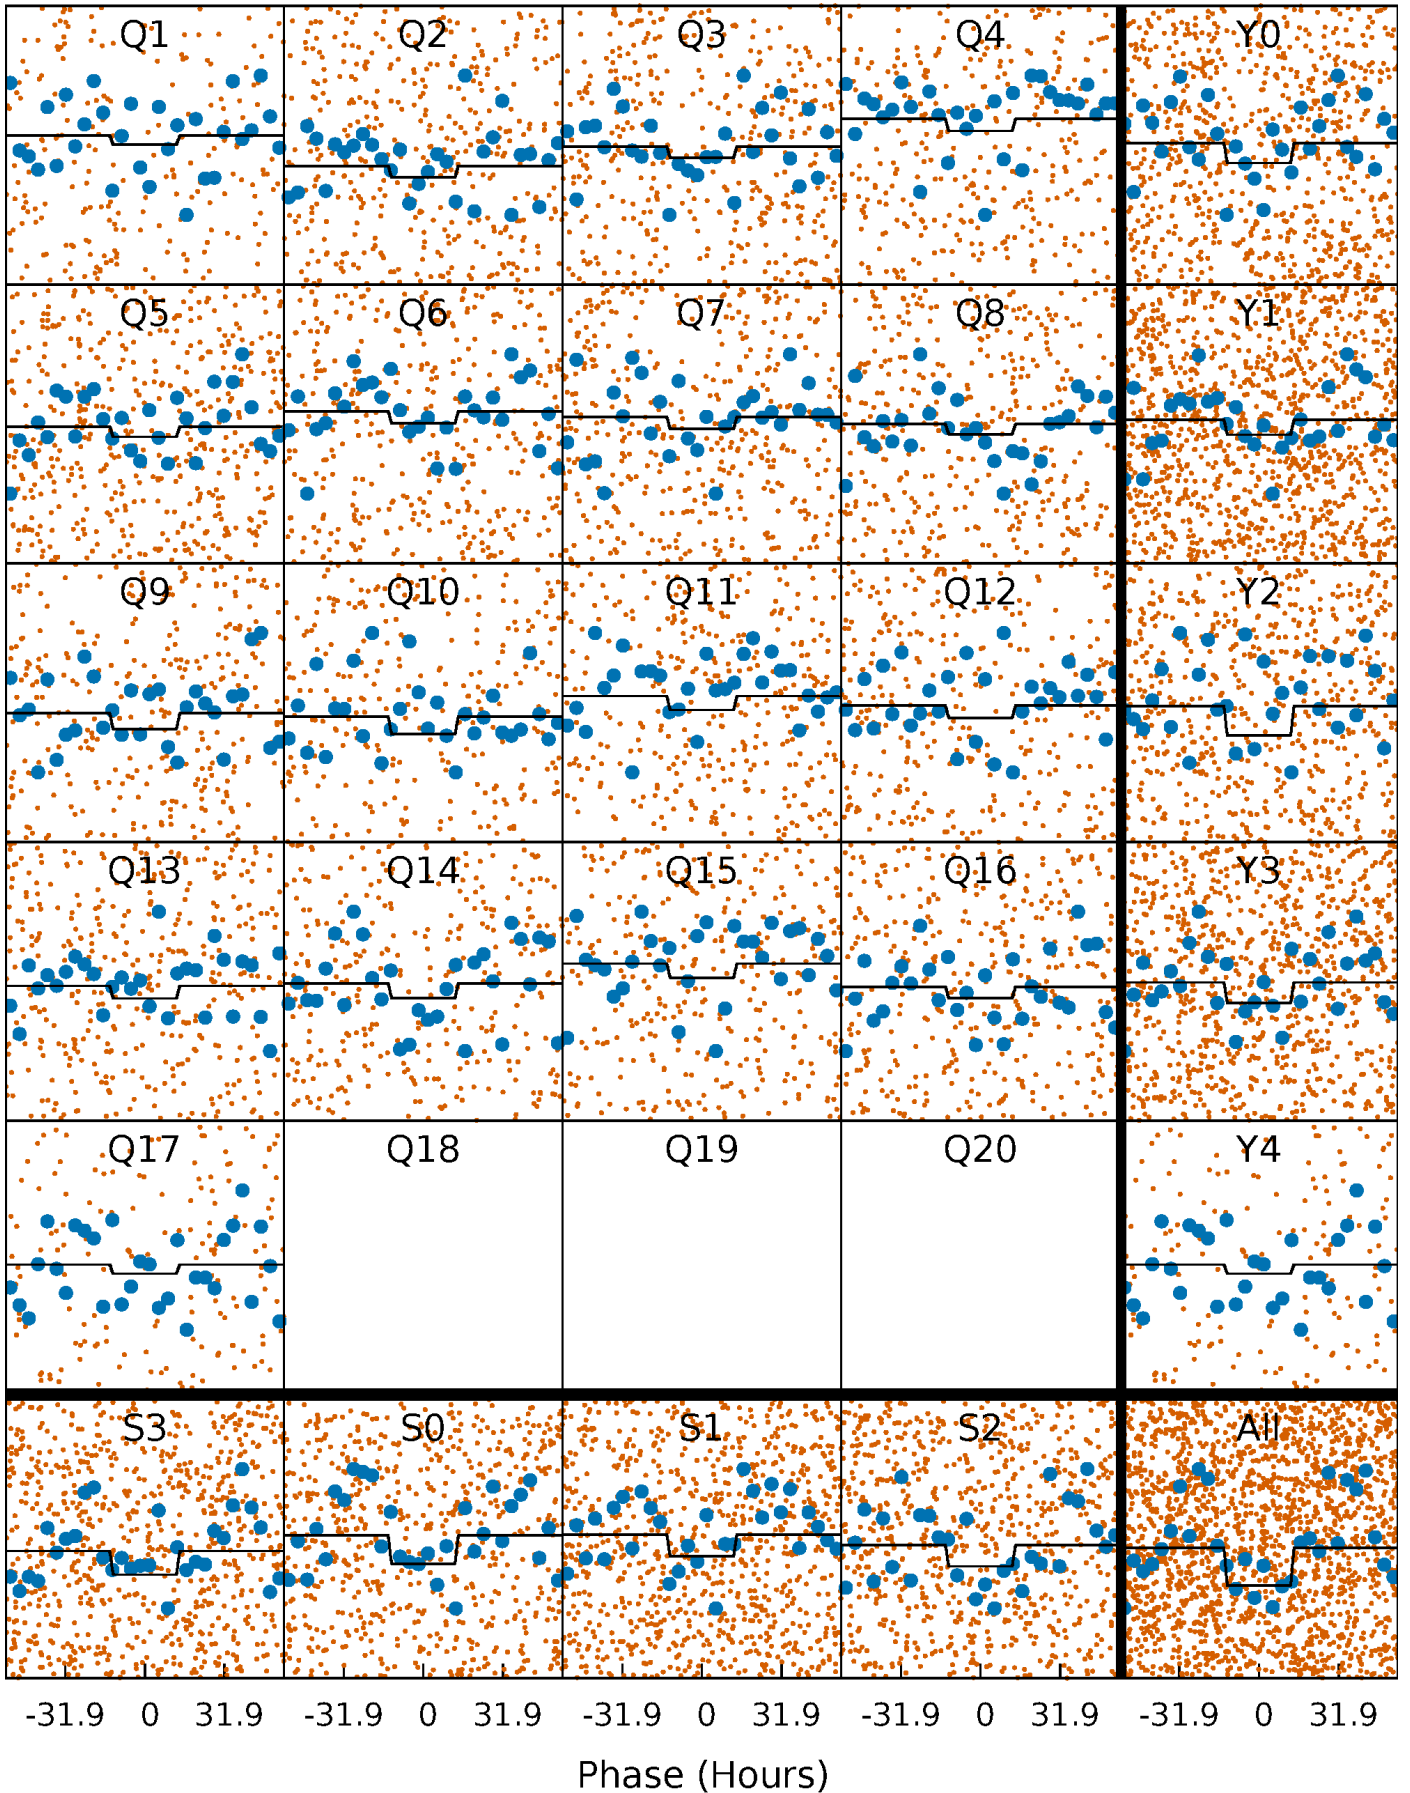 Q1 Q2 Q3 Q4 Y0
Q5 Q6 Q7 Q8 Y1
Q9 Q10 Q11 Q12 Y2
Q13 Q14 Q15 Q16 Y3
Q17 Q18 Q19 Q20 Y4
S3 S0 S1 S2 All
-31.9 0 31.9 -31.9 0 31.9 -31.9 0 31.9 -31.9 0 31.9 -31.9 0 31.9
Phase (Hours)